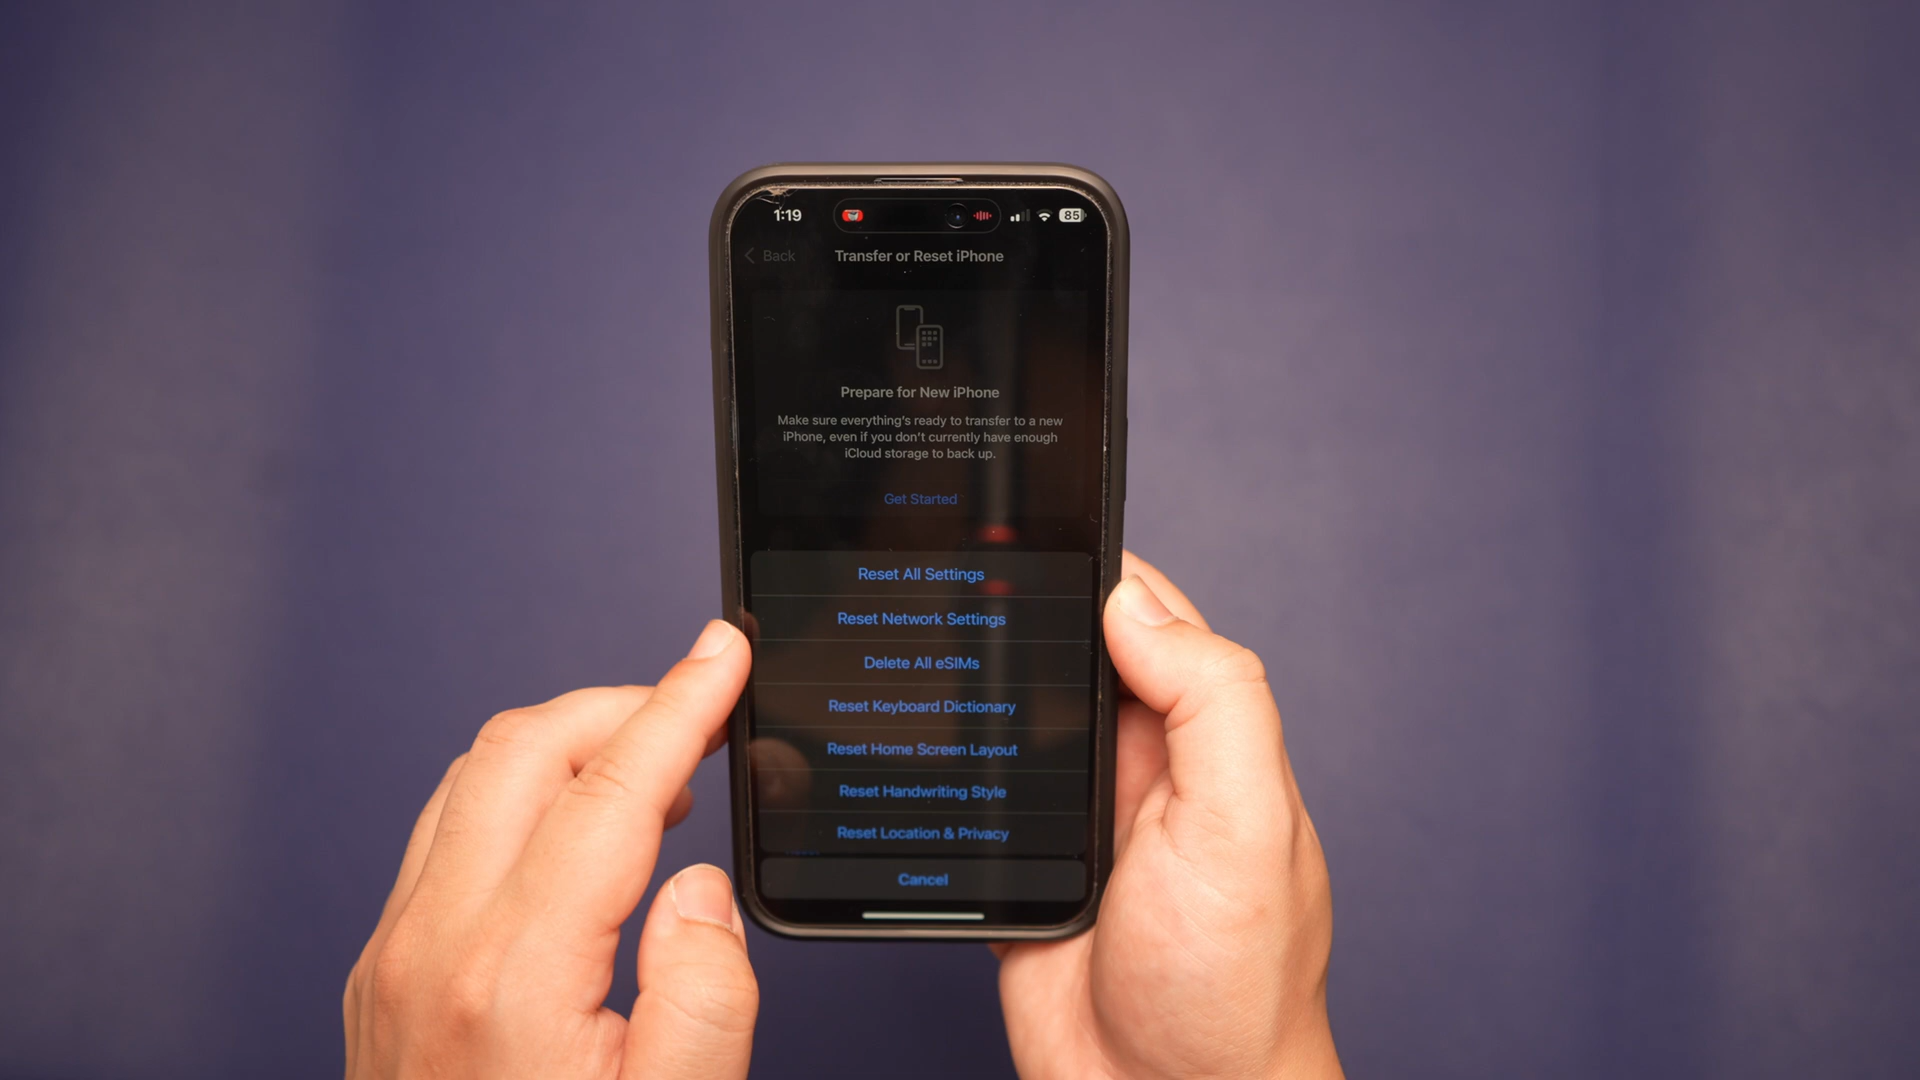 1:19
85
Back
Transfer or Reset iPhone
Prepare for New iPhone
Make sure everything's ready to transfer to a new
iPhone, even if you don't currently have enough
iCloud storage to back up.
Get Started
Reset All Settings
Reset Network Settings
Delete All eSIMs
Reset Keyboard Dictionary
Reset Home Screen Layout
Reset Handwriting Style
Reset Location & Privacy
Cancel